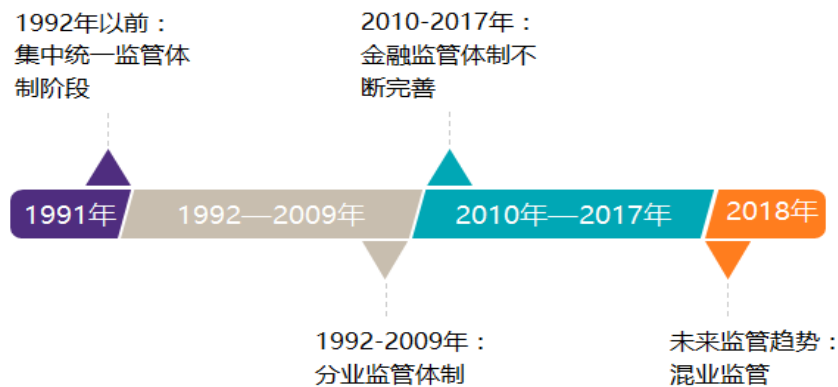 1992年以前：
集中统一监管体
制阶段
2010-2017年：
金融监管体制不
断完善
1991年
1992—2009年
2010年—2017年
2018年
1992-2009年：
分业监管体制
未来监管趋势：
混业监管